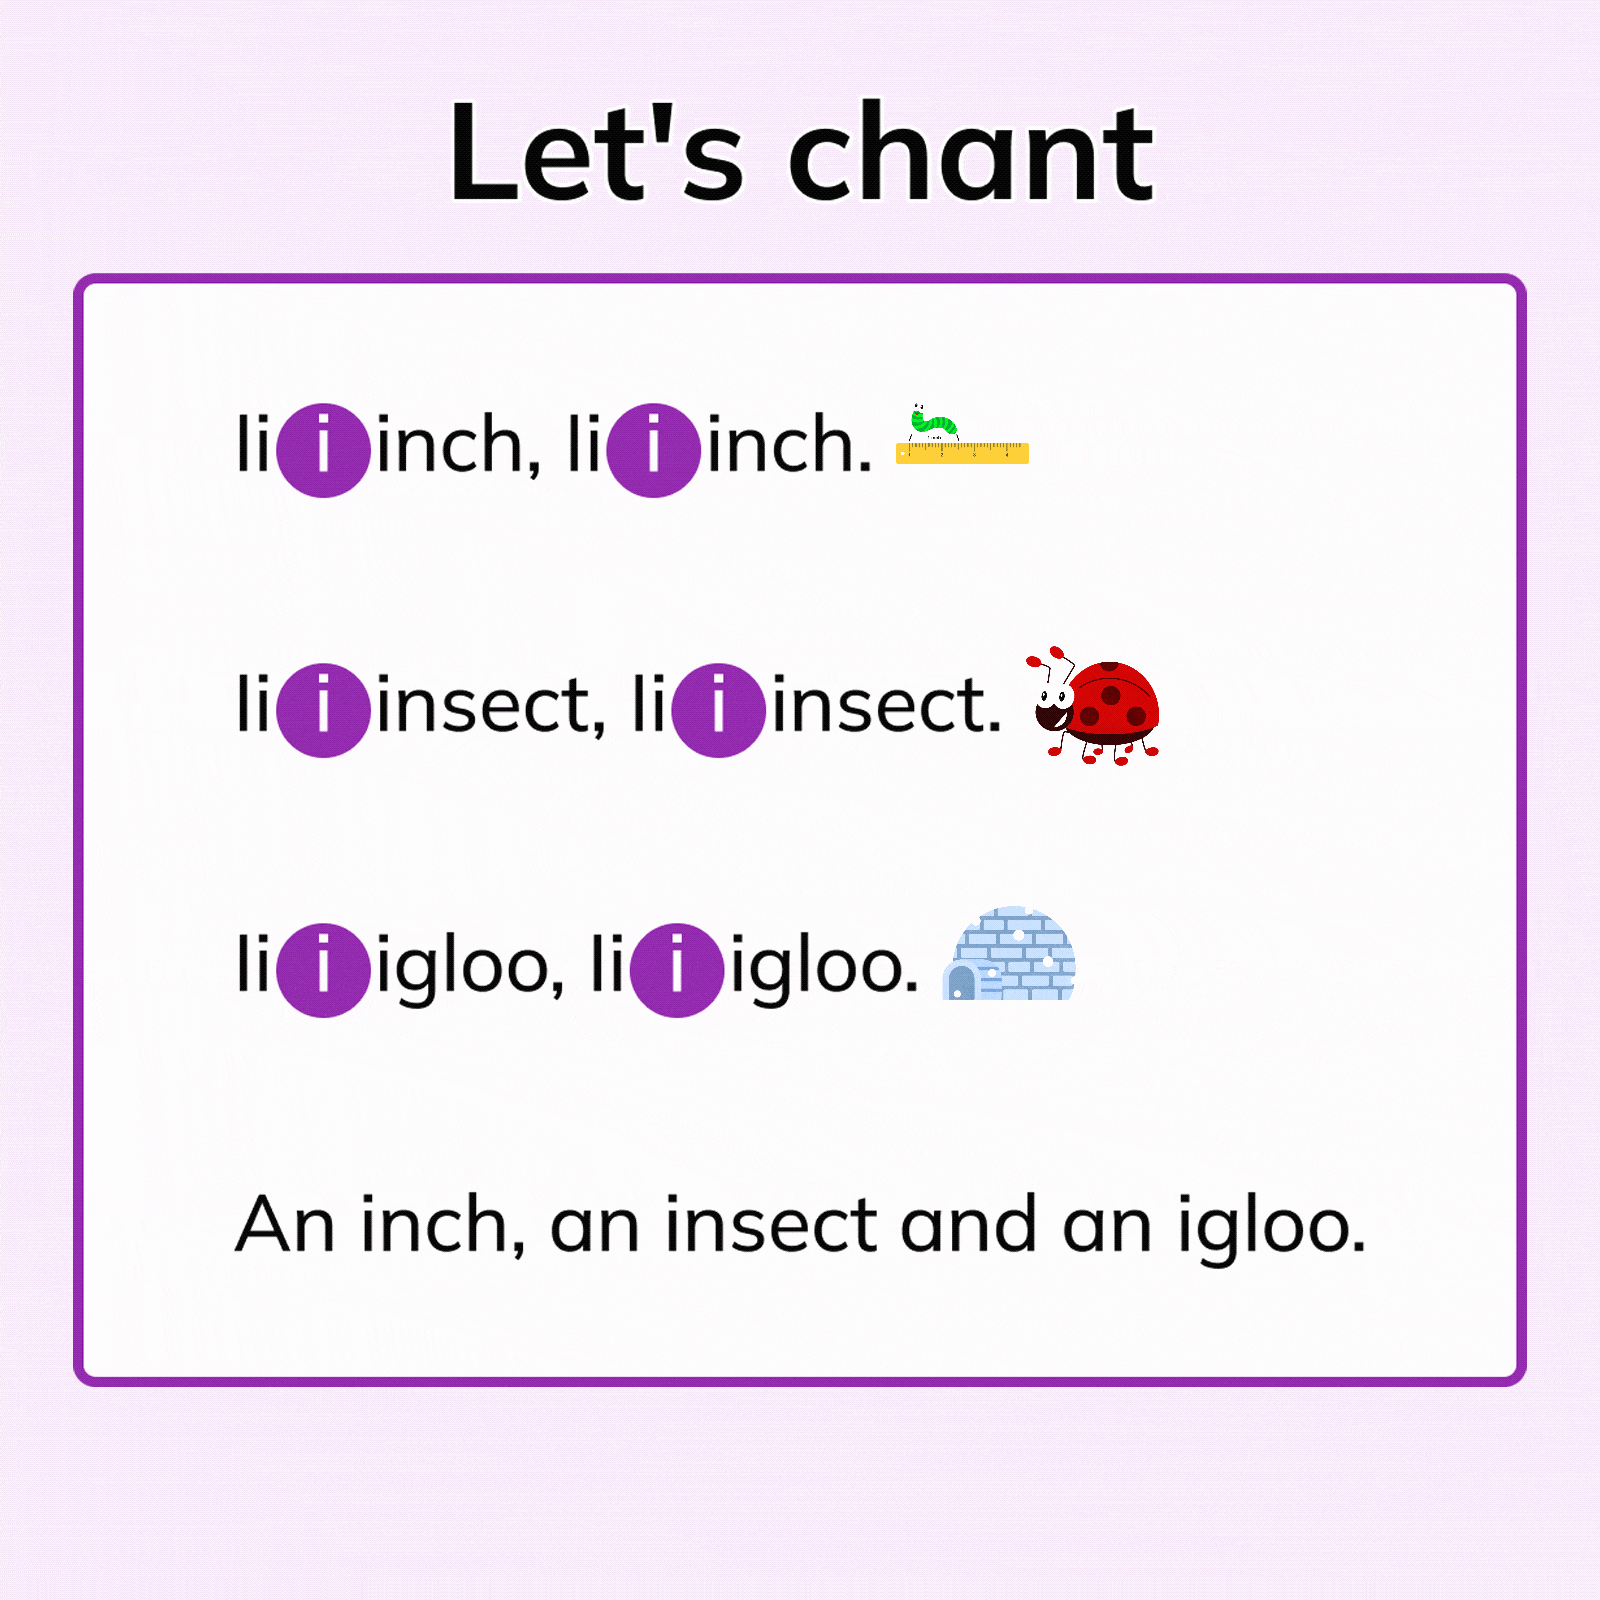 Let's chant
Ii i inch, Ii i inch.
Ii i insect, Ii i insect.
Ii i igloo, Ii i igloo.
An inch, an insect and an igloo.